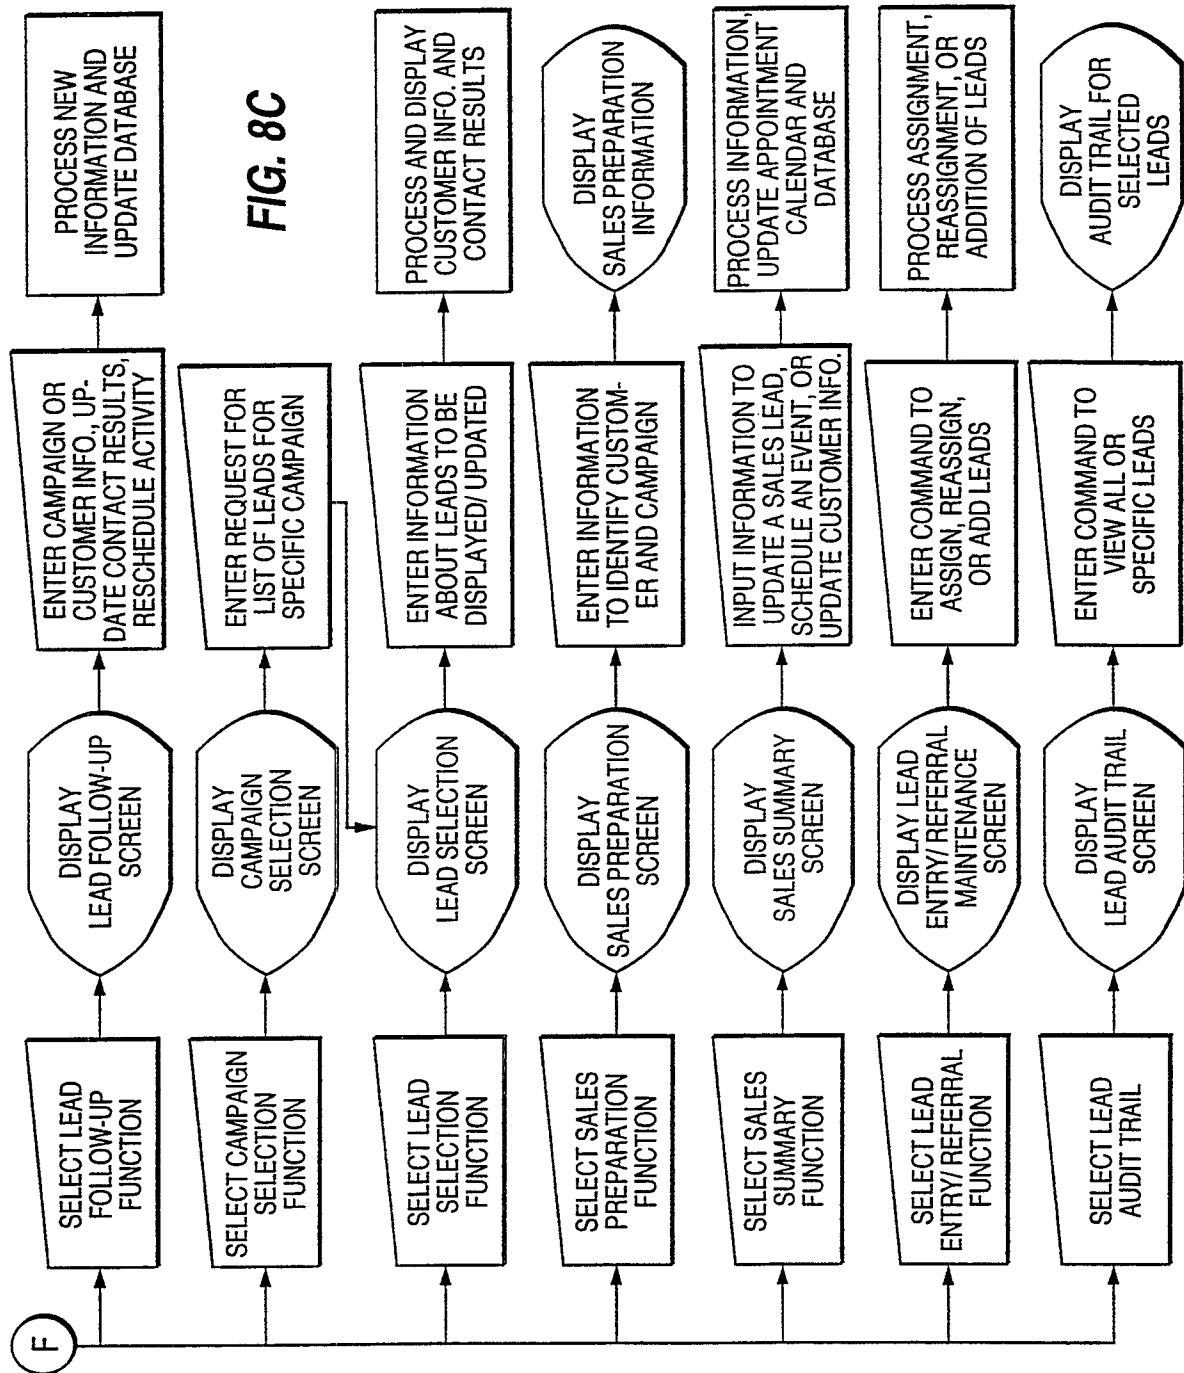 F
SELECT LEAD
FOLLOW-UP
FUNCTION
DISPLAY
LEAD FOLLOW-UP
SCREEN
ENTER CAMPAIGN OR
CUSTOMER INFO., UP-
DATE CONTACT RESULTS,
RESCHEDULE ACTIVITY
PROCESS NEW
INFORMATION AND
UPDATE DATABASE
SELECT CAMPAIGN
SELECTION
FUNCTION
DISPLAY
CAMPAIGN
SELECTION
SCREEN
ENTER REQUEST FOR
LIST OF LEADS FOR
SPECIFIC CAMPAIGN
FIG. 8C
SELECT LEAD
SELECTION
FUNCTION
DISPLAY
LEAD SELECTION
SCREEN
ENTER INFORMATION
ABOUT LEADS TO BE
DISPLAYED/ UPDATED
PROCESS AND DISPLAY
CUSTOMER INFO. AND
CONTACT RESULTS
SELECT SALES
PREPARATION
FUNCTION
DISPLAY
SALES PREPARATION
SCREEN
ENTER INFORMATION
TO IDENTIFY CUSTOM-
ER AND CAMPAIGN
DISPLAY
SALES PREPARATION
INFORMATION
SELECT SALES
SUMMARY
FUNCTION
DISPLAY
SALES SUMMARY
SCREEN
INPUT INFORMATION TO
UPDATE A SALES LEAD,
SCHEDULE AN EVENT, OR
UPDATE CUSTOMER INFO.
PROCESS INFORMATION,
UPDATE APPOINTMENT
CALENDAR AND
DATABASE
SELECT LEAD
ENTRY/ REFERRAL
FUNCTION
DISPLAY LEAD
ENTRY/ REFERRAL
MAINTENANCE
SCREEN
ENTER COMMAND TO
ASSIGN, REASSIGN,
OR ADD LEADS
PROCESS ASSIGNMENT,
REASSIGNMENT, OR
ADDITION OF LEADS
SELECT LEAD
AUDIT TRAIL
DISPLAY
LEAD AUDIT TRAIL
SCREEN
ENTER COMMAND TO
VIEW ALL OR
SPECIFIC LEADS
DISPLAY
AUDIT TRAIL FOR
SELECTED
LEADS